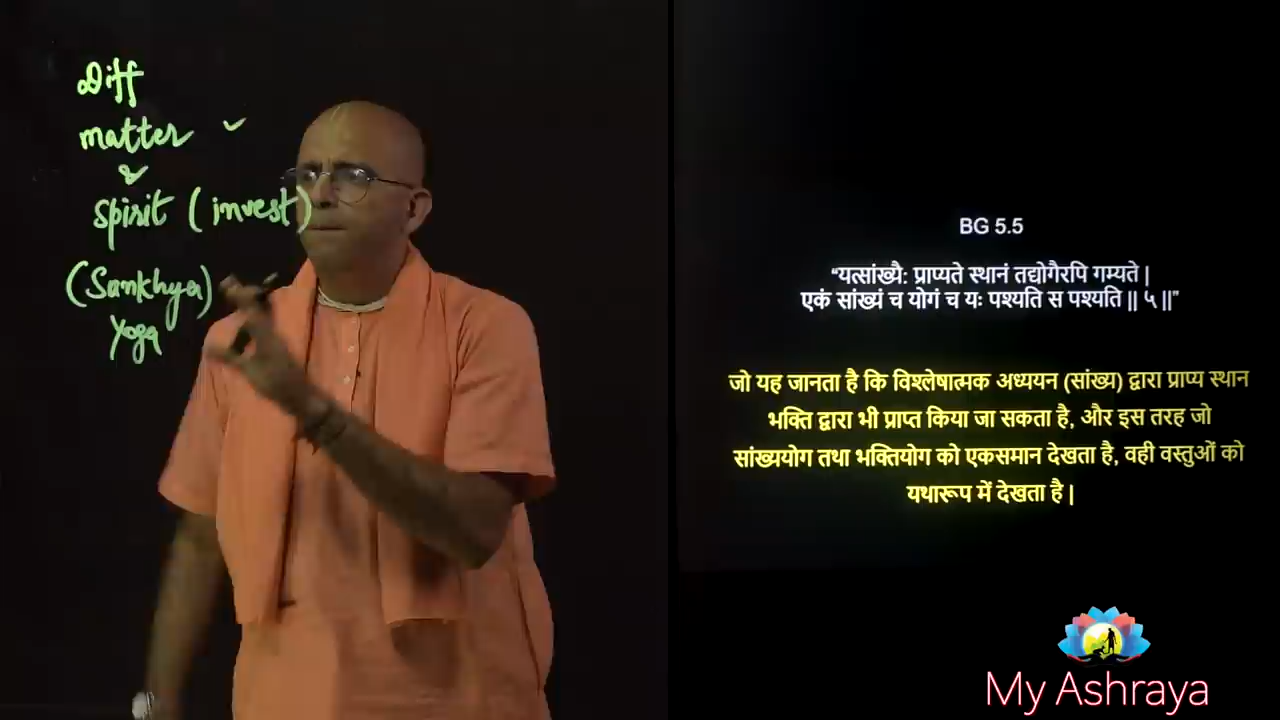 Diff
matter
&
spirit (invest)
(Sankhya)
Yoga
BG 5.5
“यत्सांख्यै: प्राप्यते स्थानं तद्योगैरपि गम्यते |
एकं सांख्यं च योगं च यः पश्यति स पश्यति || ५ ||”
जो यह जानता है कि विश्लेषात्मक अध्ययन (सांख्य) द्वारा प्राप्य स्थान
भक्ति द्वारा भी प्राप्त किया जा सकता है, और इस तरह जो
सांख्ययोग तथा भक्तियोग को एकसमान देखता है, वही वस्तुओं को
यथारूप में देखता है |
My Ashraya